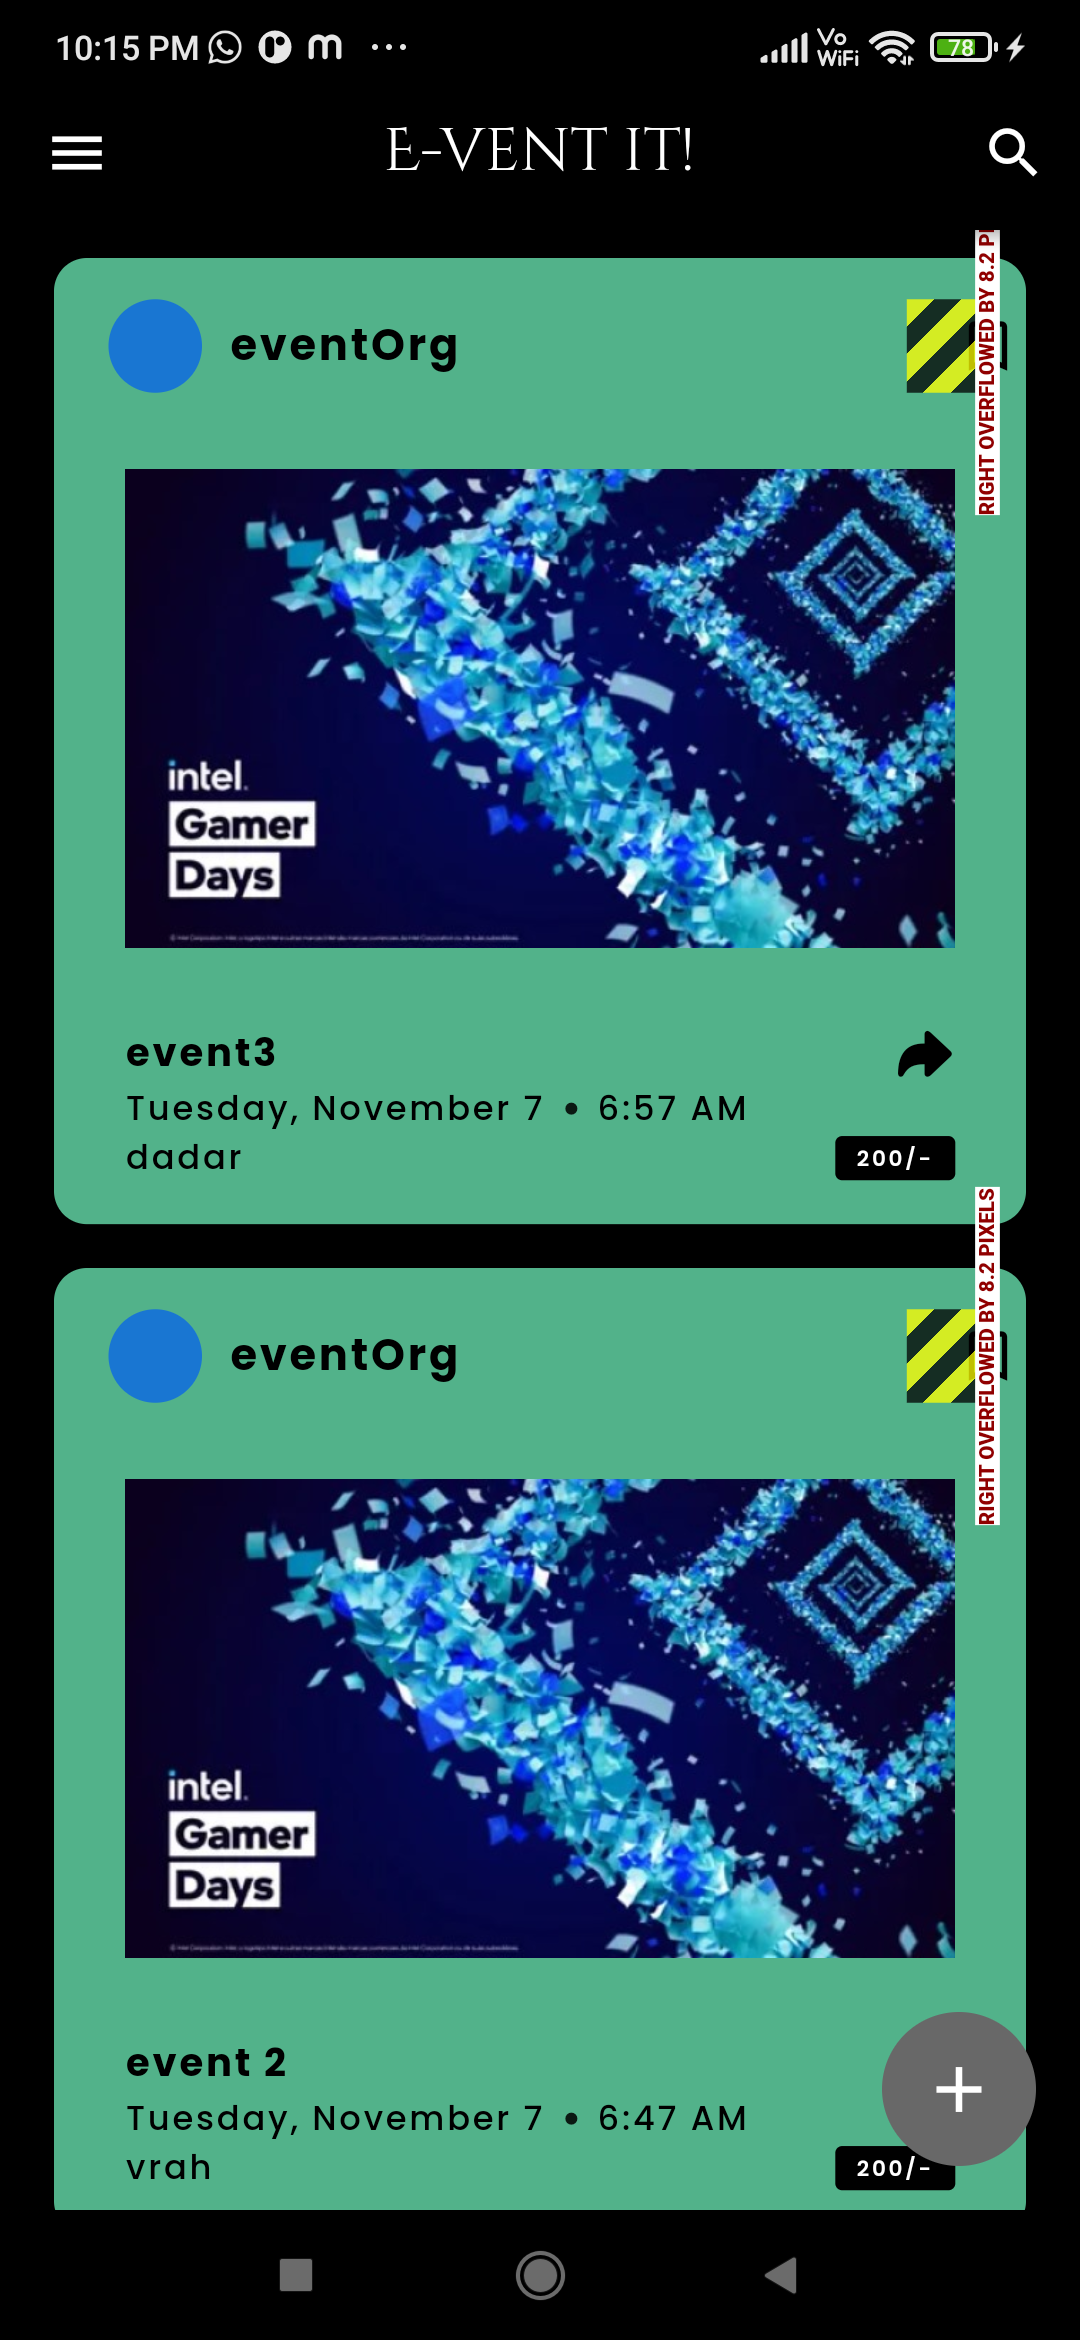 10:15 PM
Vo
WiFi
78
E-VENT IT!
eventOrg
RIGHT OVERFLOWED BY 8.2
intel.
Gamer
Days
event3
Tuesday, November 7 • 6:57 AM
dadar
200/-
eventOrg
RIGHT OVERFLOWED BY 8.2 PIXELS
intel.
Gamer
Days
event 2
Tuesday, November 7 • 6:47 AM
vrah
200/-